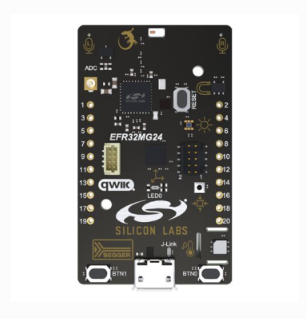 L
R
ADC
RESET
1
2
3
4
5
6
7
8
EFR32MG24
9
10
11
12
13
14
qwiic
LED0
15
16
17
18
19
20
SILICON LABS
SEGGER
J-Link
BTN1
BTN0